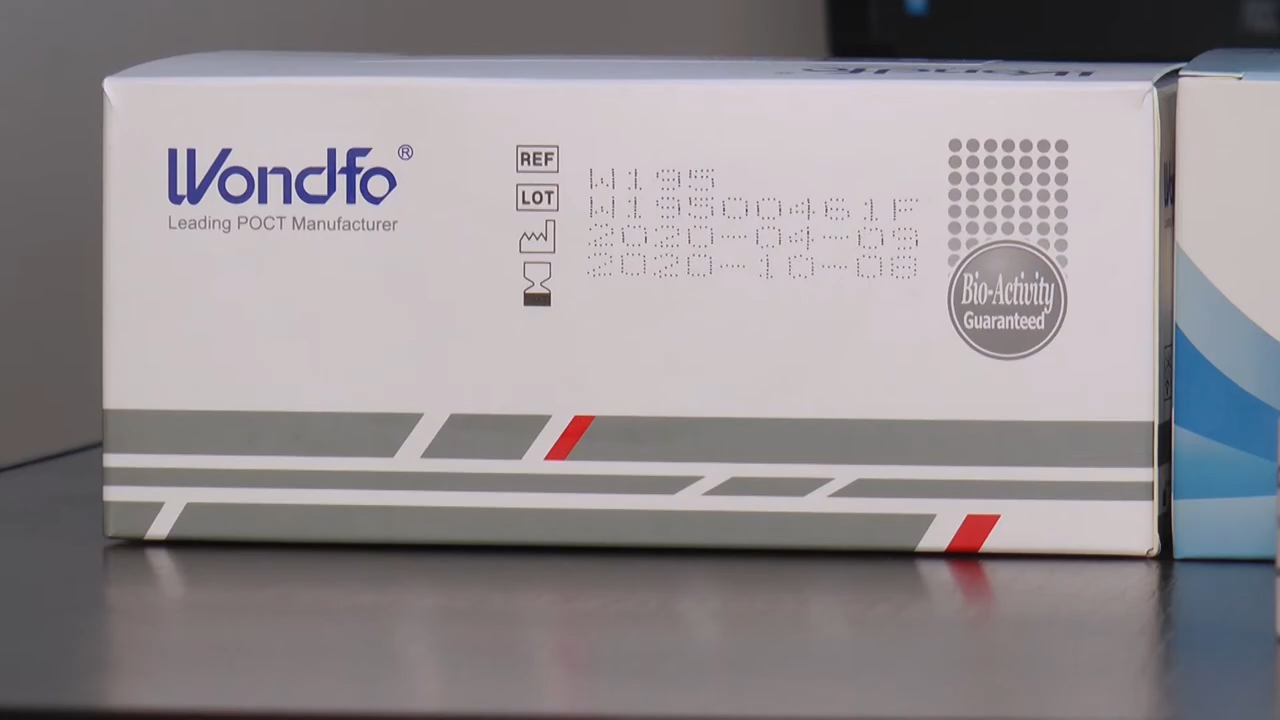 Wondfo®
Leading POCT Manufacturer
REF
LOT
W195
W19500461F
2020-04-09
2020-10-08
Bio-Activity
Guaranteed